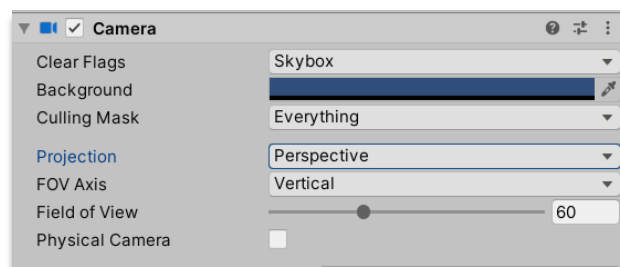 Camera
Clear Flags Skybox
Background
Culling Mask Everything
Projection Perspective
FOV Axis Vertical
Field of View 60
Physical Camera